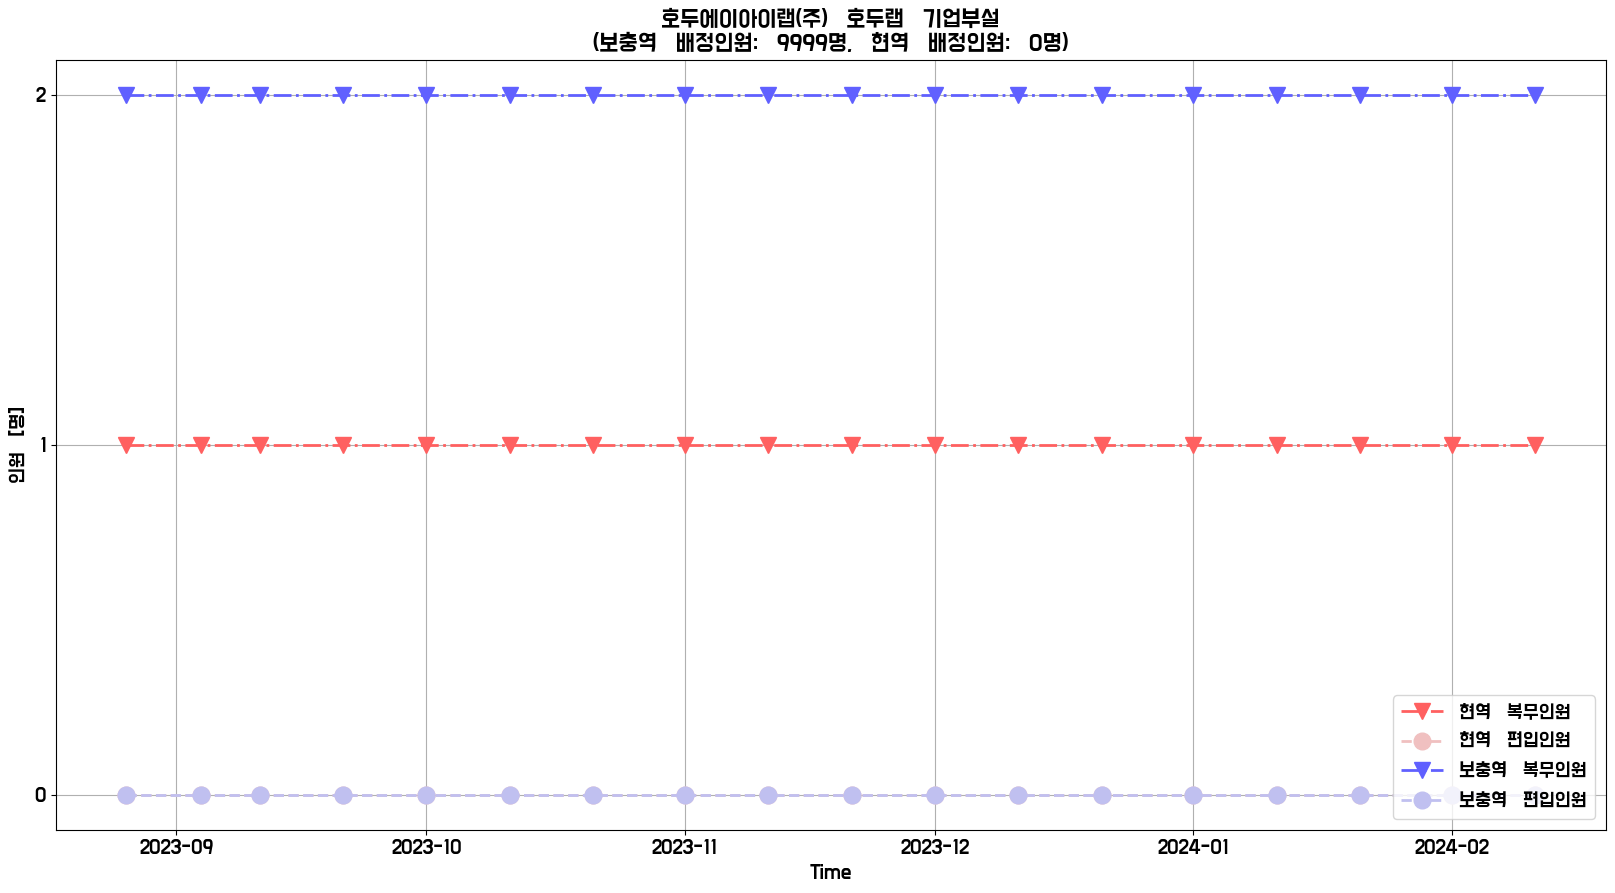 호두에이아이랩(주) 호두랩 기업부설
(보충역 배정인원: 9999명, 현역 배정인원: 0명)
2
1
0
인원 [명]
2023-09 2023-10 2023-11 2023-12 2024-01 2024-02
Time
현역 복무인원
현역 편입인원
보충역 복무인원
보충역 편입인원